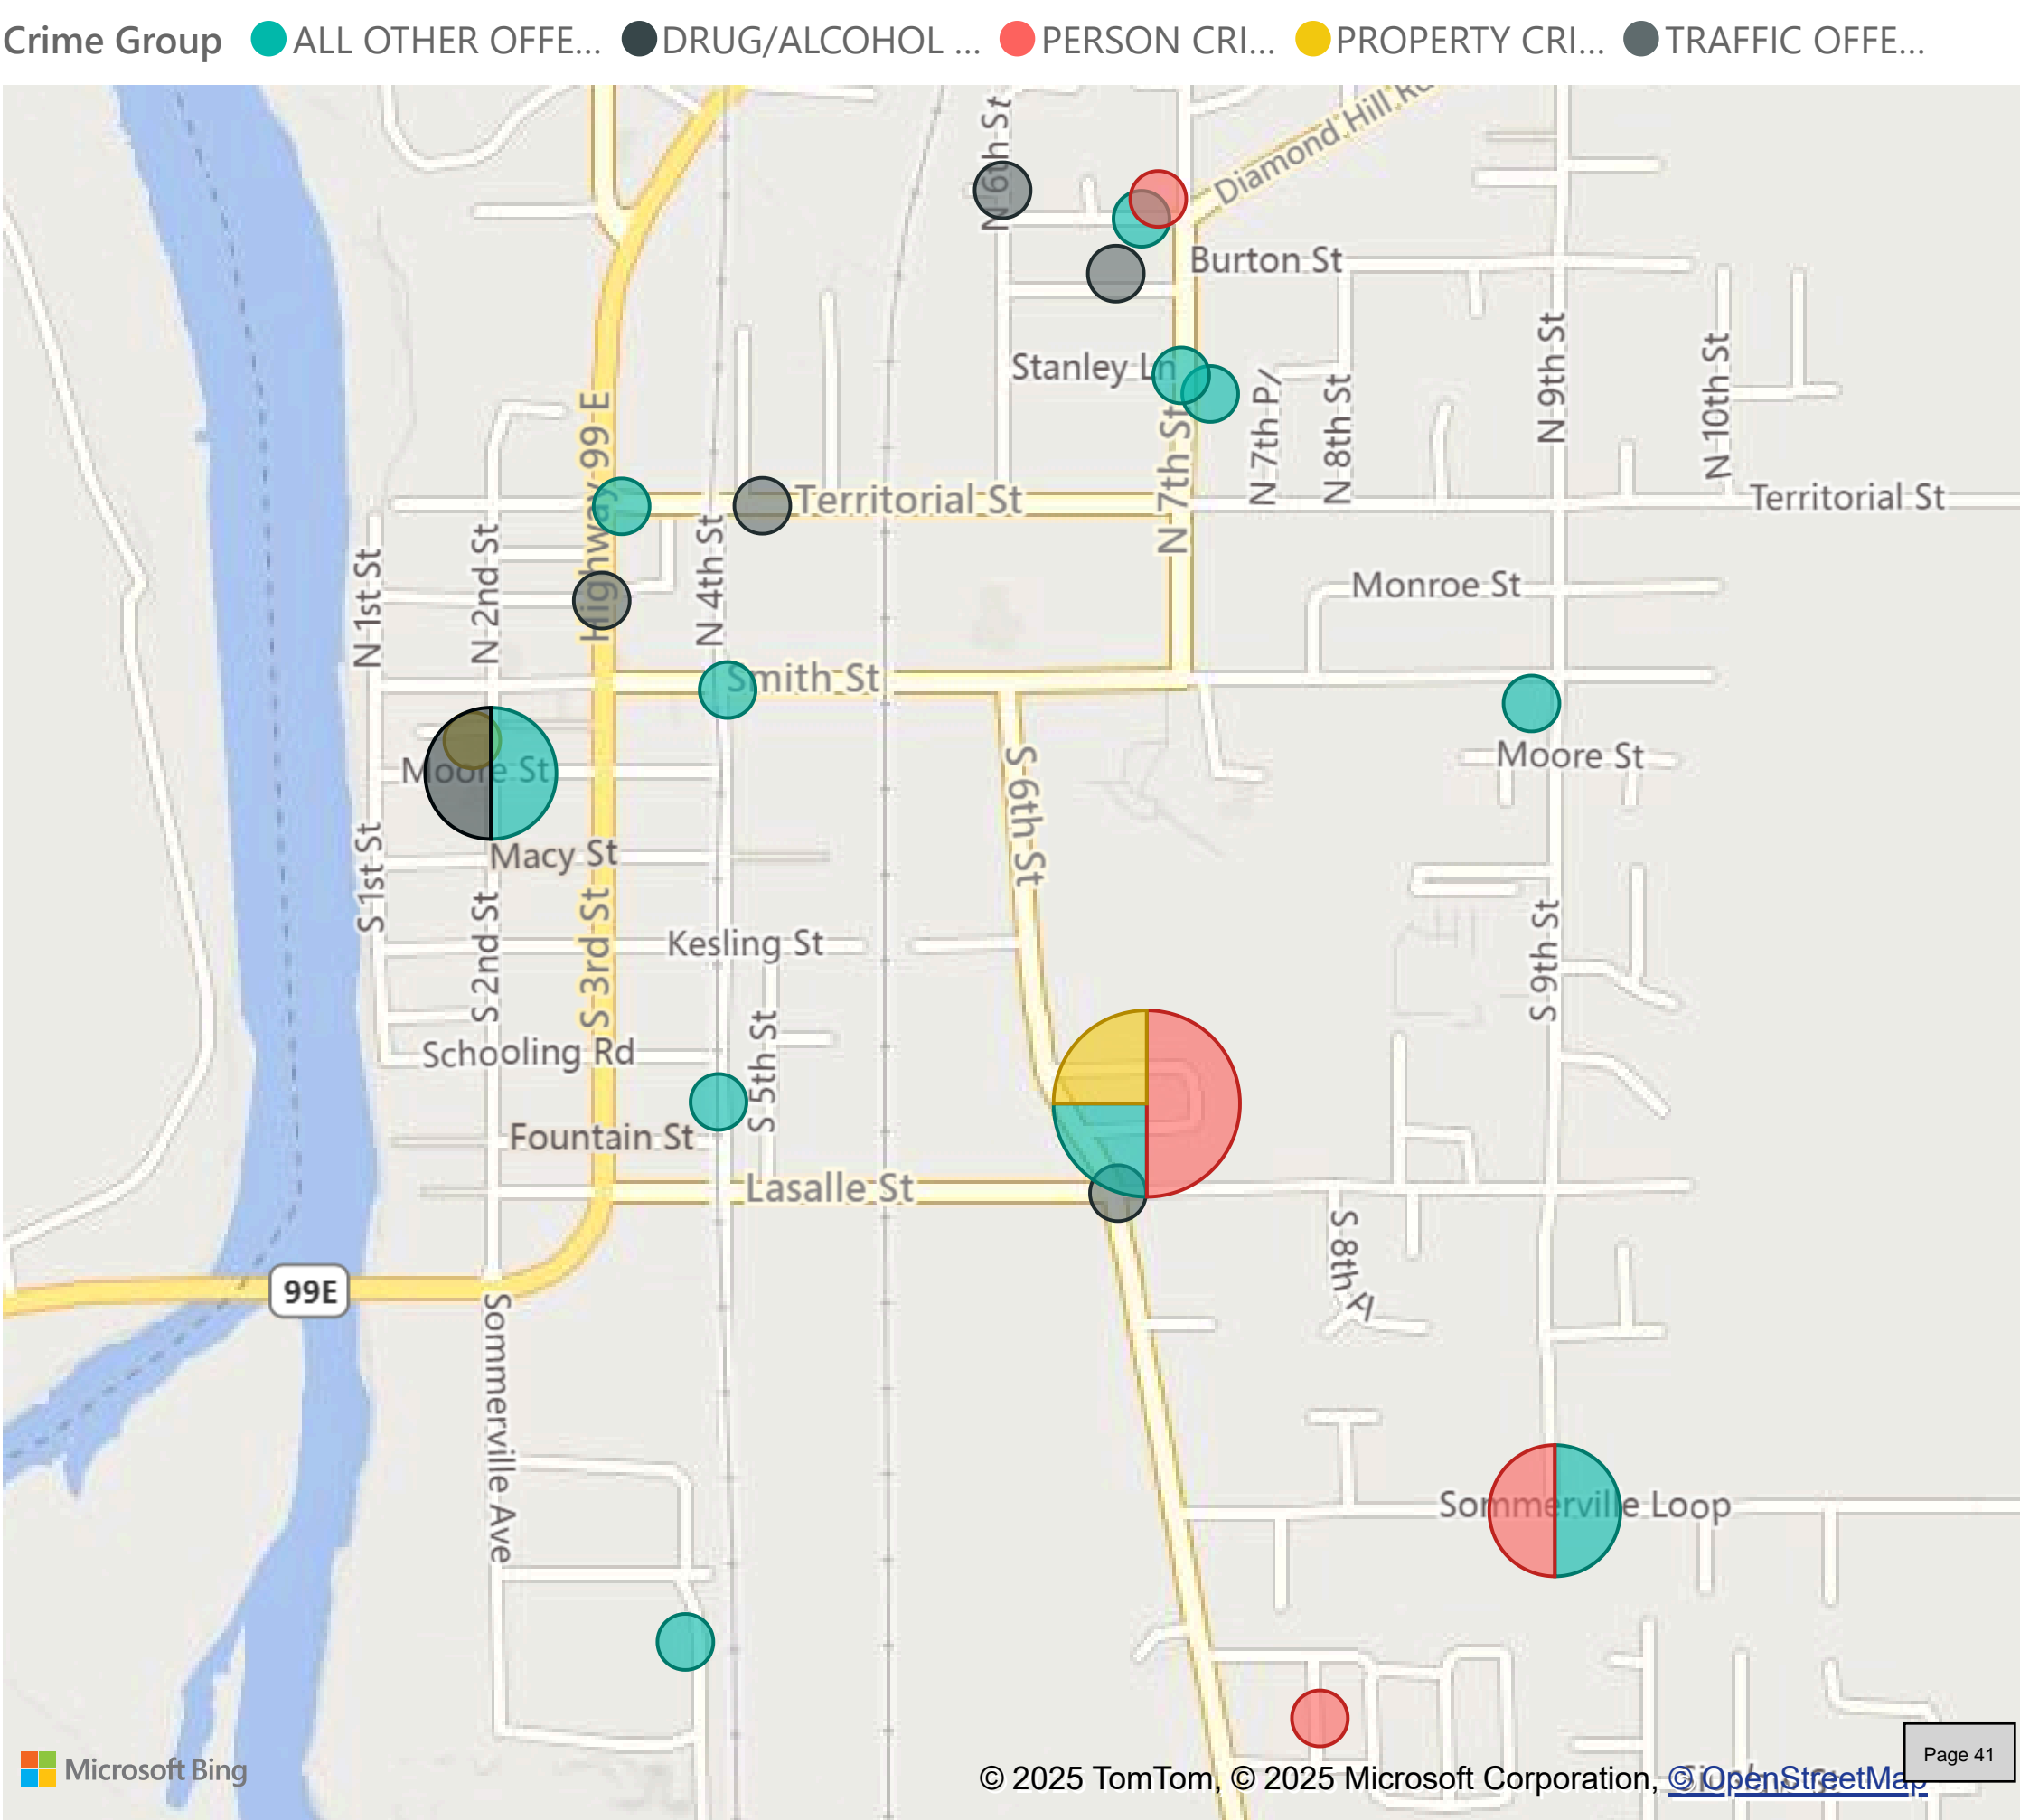 Crime Group ALL OTHER OFFE... DRUG/ALCOHOL ... PERSON CRI... PROPERTY CRI... TRAFFIC OFFE...
N 6th St
Diamond Hill
Burton St
Stanley Ln
Highway 99 E
N 7th St
N 7th Pl
N 8th St
N 9th St
N 10th St
Territorial St
Territorial St
N 1st St
N 2nd St
N 4th St
Monroe St
Smith St
Moore St
Moore St
S 6th St
Macy St
S 1st St
S 2nd St
S 3rd St
Kesling St
S 9th St
Schooling Rd
S 5th St
Fountain St
Lasalle St
S 8th A
99E
Sommerville Ave
Sommerville Loop
Page 41
Microsoft Bing
© 2025 TomTom, © 2025 Microsoft Corporation, © OpenStreetMap